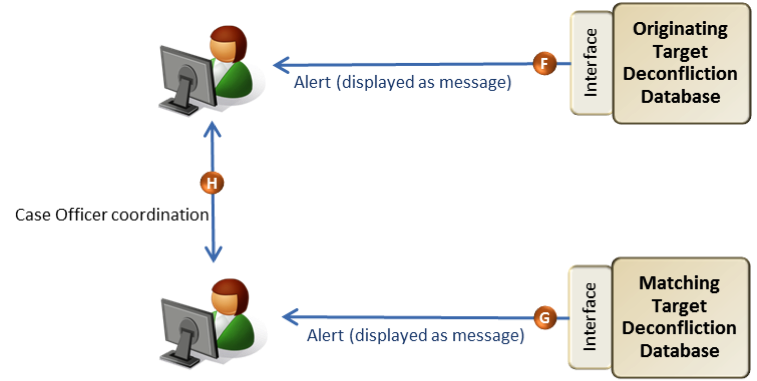 Originating
Target
Deconfliction
Database
Interface
F
Alert (displayed as message)
H
Case Officer coordination
Matching
Target
Deconfliction
Database
Interface
G
Alert (displayed as message)